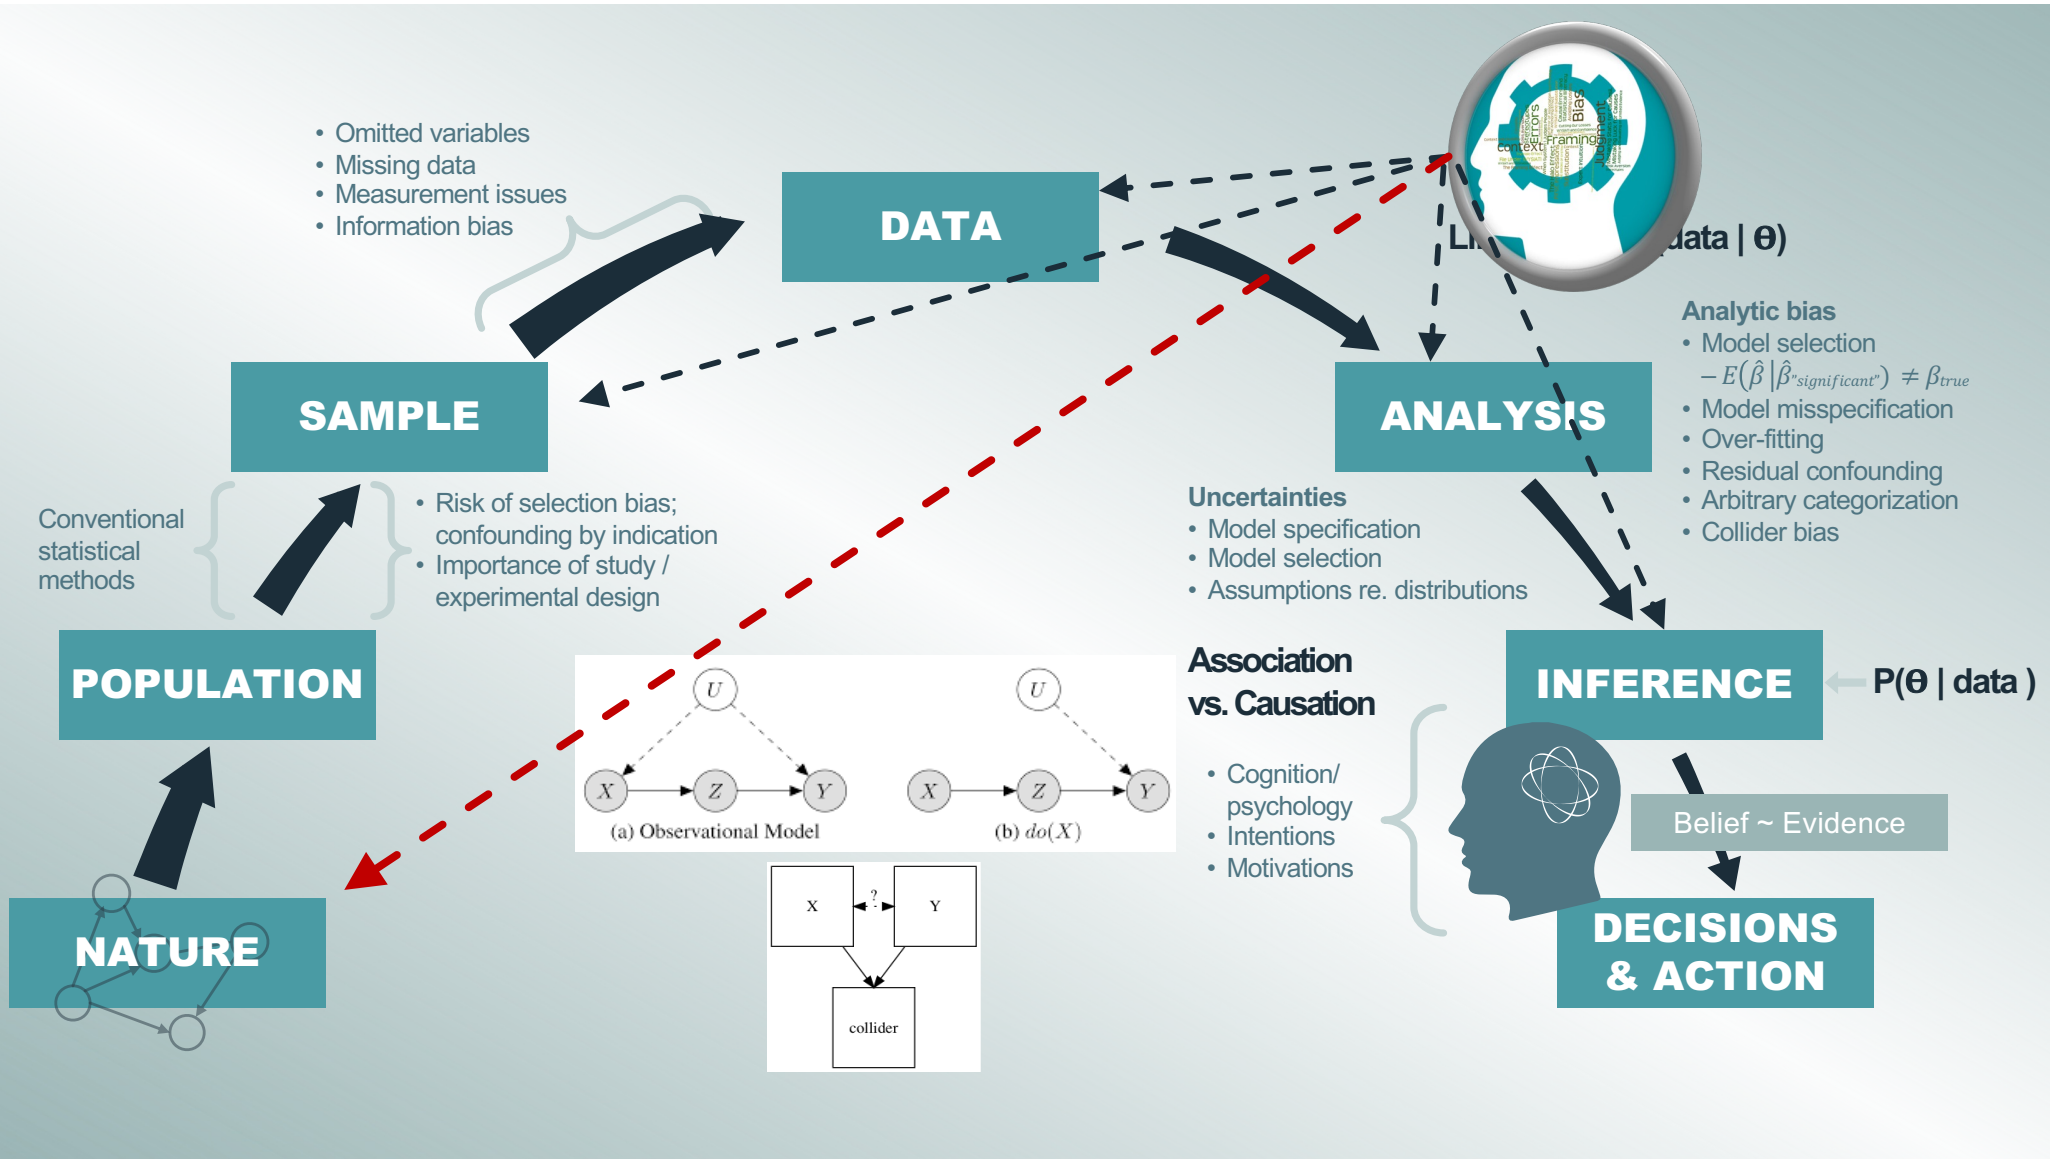 • Omitted variables
• Missing data
• Measurement issues
• Information bias
DATA
Errors
Bias
context
Framing
Judgment
data | Θ)
SAMPLE
Conventional
statistical
methods
• Risk of selection bias;
confounding by indication
• Importance of study /
experimental design
POPULATION
NATURE
ANALYSIS
Analytic bias
• Model selection
– E(β̂ |β̂"significant") ≠ βtrue
• Model misspecification
• Over-fitting
• Residual confounding
• Arbitrary categorization
• Collider bias
Uncertainties
• Model specification
• Model selection
• Assumptions re. distributions
INFERENCE
P(Θ | data )
Association
vs. Causation
• Cognition/
psychology
• Intentions
• Motivations
Belief ~ Evidence
DECISIONS
& ACTION
U
X Z Y
(a) Observational Model
U
X Z Y
(b) do(X)
X ? Y
collider